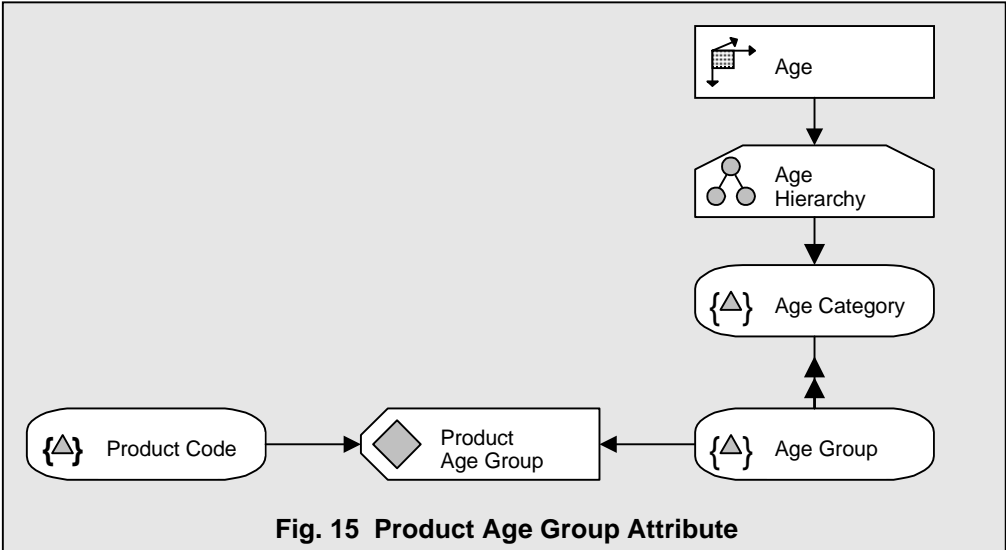 Age
Age
Hierarchy
{ } Age Category
{ } Product Code
Product
Age Group
{ } Age Group
Fig. 15 Product Age Group Attribute